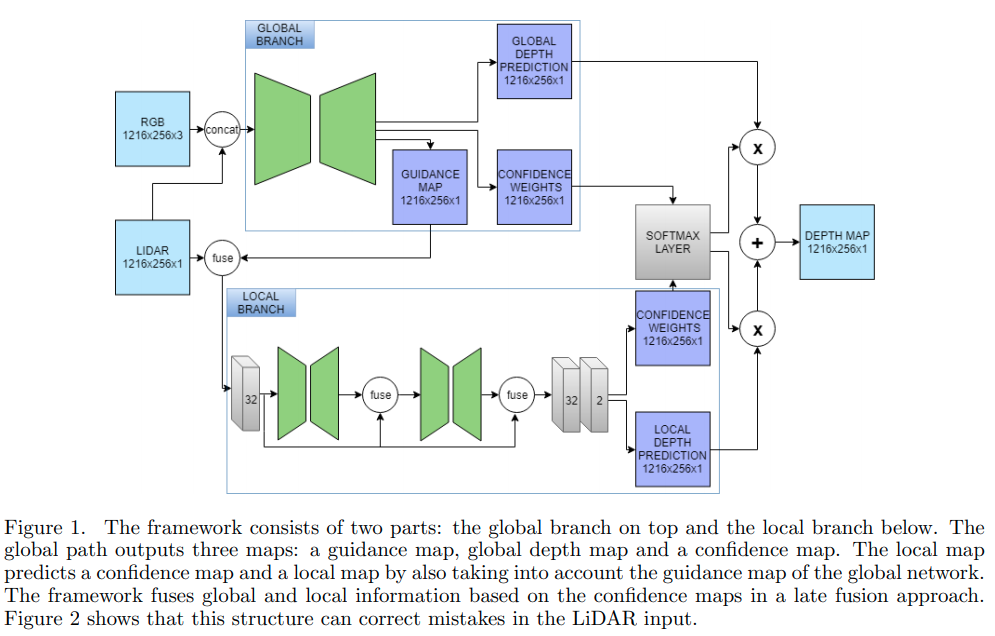 GLOBAL
BRANCH
GLOBAL
DEPTH
PREDICTION
1216x256x1
RGB
1216x256x3
concat
GUIDANCE
MAP
1216x256x1
CONFIDENCE
WEIGHTS
1216x256x1
LIDAR
1216x256x1
fuse
SOFTMAX
LAYER
x
+
x
DEPTH MAP
1216x256x1
LOCAL
BRANCH
32
fuse
fuse
32
2
CONFIDENCE
WEIGHTS
1216x256x1
LOCAL
DEPTH
PREDICTION
1216x256x1
Figure 1. The framework consists of two parts: the global branch on top and the local branch below. The
global path outputs three maps: a guidance map, global depth map and a confidence map. The local map
predicts a confidence map and a local map by also taking into account the guidance map of the global network.
The framework fuses global and local information based on the confidence maps in a late fusion approach.
Figure 2 shows that this structure can correct mistakes in the LiDAR input.